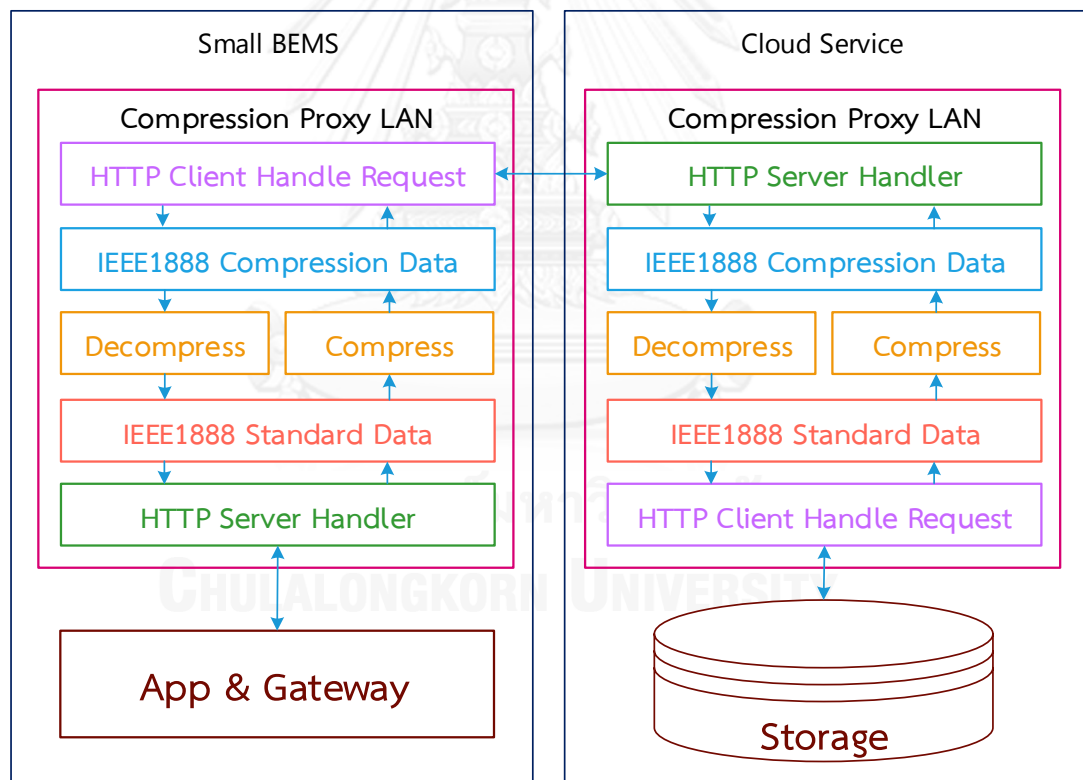 Small BEMS
Compression Proxy LAN
HTTP Client Handle Request
IEEE1888 Compression Data
Decompress
Compress
IEEE1888 Standard Data
HTTP Server Handler
App & Gateway
Cloud Service
Compression Proxy LAN
HTTP Server Handler
IEEE1888 Compression Data
Decompress
Compress
IEEE1888 Standard Data
HTTP Client Handle Request
Storage
CHULALONGKORN UNIVERSITY